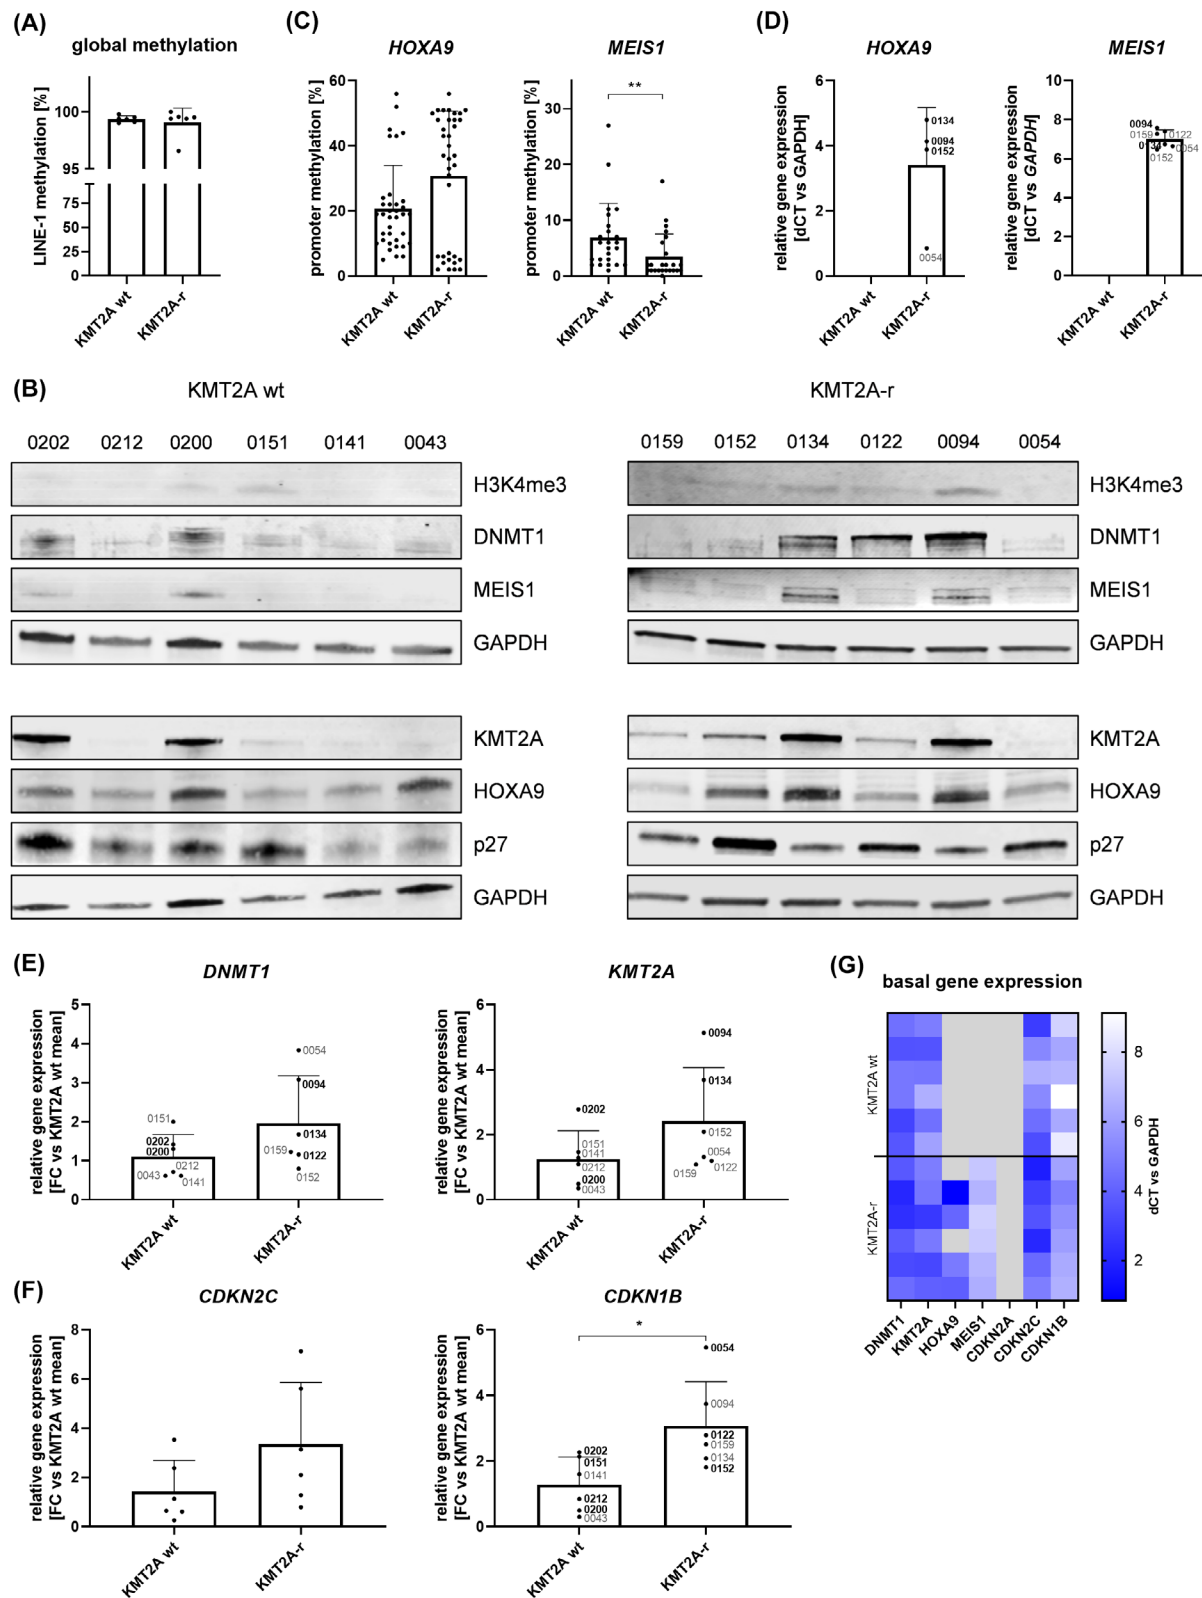 (A)
global methylation
LINE-1 methylation [%]
100
95
75
50
25
0
KMT2A wt
KMT2A-r
(C)
HOXA9
promoter methylation [%]
60
40
20
0
KMT2A wt
KMT2A-r
MEIS1
promoter methylation [%]
30
20
10
0
**
KMT2A wt
KMT2A-r
(D)
HOXA9
relative gene expression
[dCT vs GAPDH]
6
4
2
0
0134
0094
0152
0054
KMT2A wt
KMT2A-r
MEIS1
relative gene expression
[dCT vs GAPDH]
10
8
6
4
2
0
0094
0159
0122
0134
0054
0152
KMT2A wt
KMT2A-r
(B)
KMT2A wt
0202 0212 0200 0151 0141 0043
H3K4me3
DNMT1
MEIS1
GAPDH
KMT2A
HOXA9
p27
GAPDH
KMT2A-r
0159 0152 0134 0122 0094 0054
H3K4me3
DNMT1
MEIS1
GAPDH
KMT2A
HOXA9
p27
GAPDH
(E)
DNMT1
relative gene expression
[FC vs KMT2A wt mean]
5
4
3
2
1
0
0151
0202
0200
0212
0043
0141
0054
0094
0134
0159
0122
0152
KMT2A wt
KMT2A-r
KMT2A
relative gene expression
[FC vs KMT2A wt mean]
6
4
2
0
0202
0151
0141
0212
0200
0043
0094
0134
0152
0054
0122
0159
KMT2A wt
KMT2A-r
(F)
CDKN2C
relative gene expression
[FC vs KMT2A wt mean]
8
6
4
2
0
KMT2A wt
KMT2A-r
CDKN1B
relative gene expression
[FC vs KMT2A wt mean]
6
4
2
0
*
0202
0151
0141
0212
0200
0043
0054
0094
0122
0159
0134
0152
KMT2A wt
KMT2A-r
(G)
basal gene expression
KMT2A wt
KMT2A-r
DNMT1
KMT2A
HOXA9
MEIS1
CDKN2A
CDKN2C
CDKN1B
8
6
4
2
dCT vs GAPDH